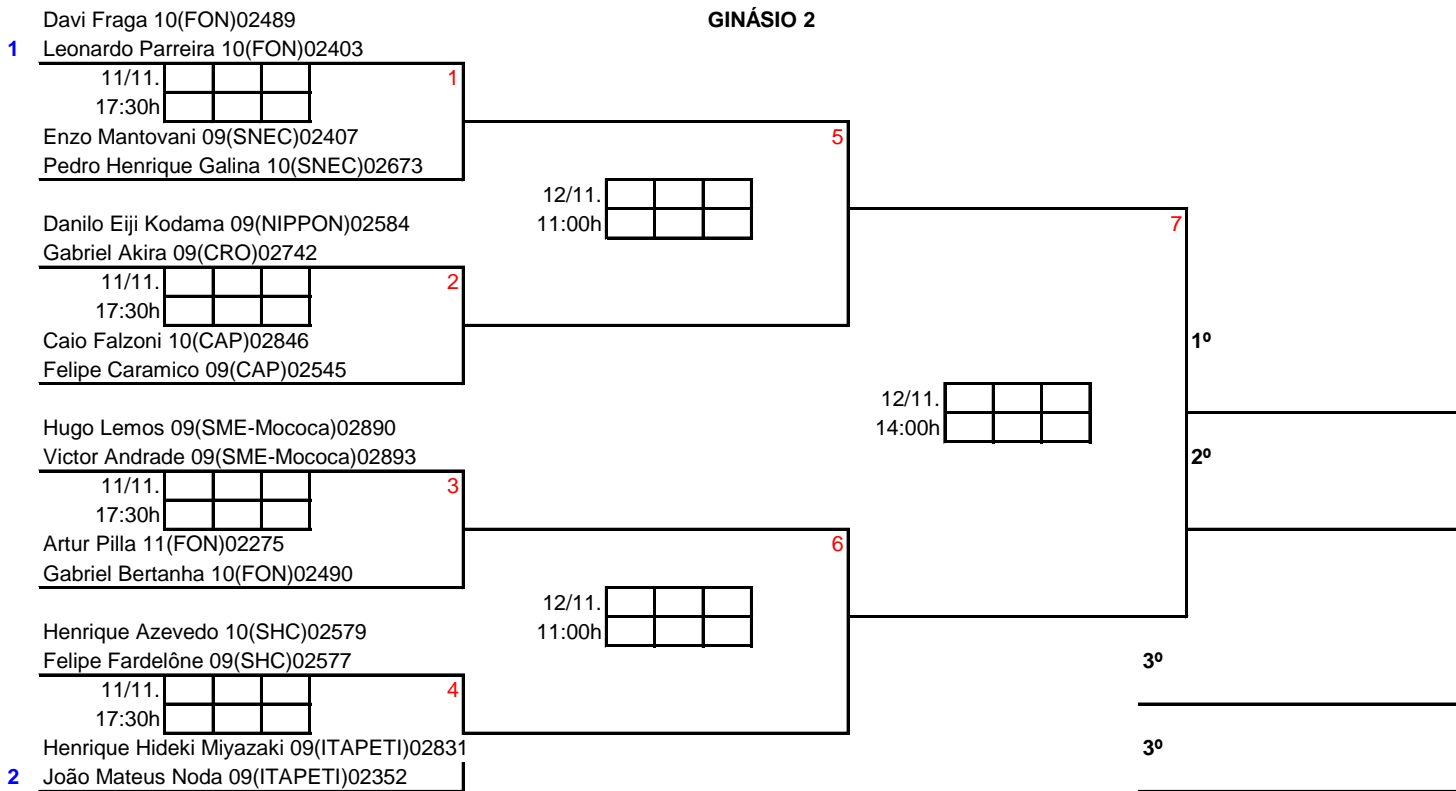 Davi Fraga 10(FON)02489
GINÁSIO 2
1 Leonardo Parreira 10(FON)02403
11/11. 1
17:30h
Enzo Mantovani 09(SNEC)02407
5
Pedro Henrique Galina 10(SNEC)02673
12/11.
11:00h
Danilo Eiji Kodama 09(NIPPON)02584
7
Gabriel Akira 09(CRO)02742
11/11. 2
17:30h
Caio Falzoni 10(CAP)02846
1º
Felipe Caramico 09(CAP)02545
12/11.
14:00h
Hugo Lemos 09(SME-Mococa)02890
Victor Andrade 09(SME-Mococa)02893
2º
11/11. 3
17:30h
Artur Pilla 11(FON)02275
6
Gabriel Bertanha 10(FON)02490
12/11.
11:00h
Henrique Azevedo 10(SHC)02579
Felipe Fardelône 09(SHC)02577
3º
11/11. 4
17:30h
Henrique Hideki Miyazaki 09(ITAPETI)02831
3º
2 João Mateus Noda 09(ITAPETI)02352